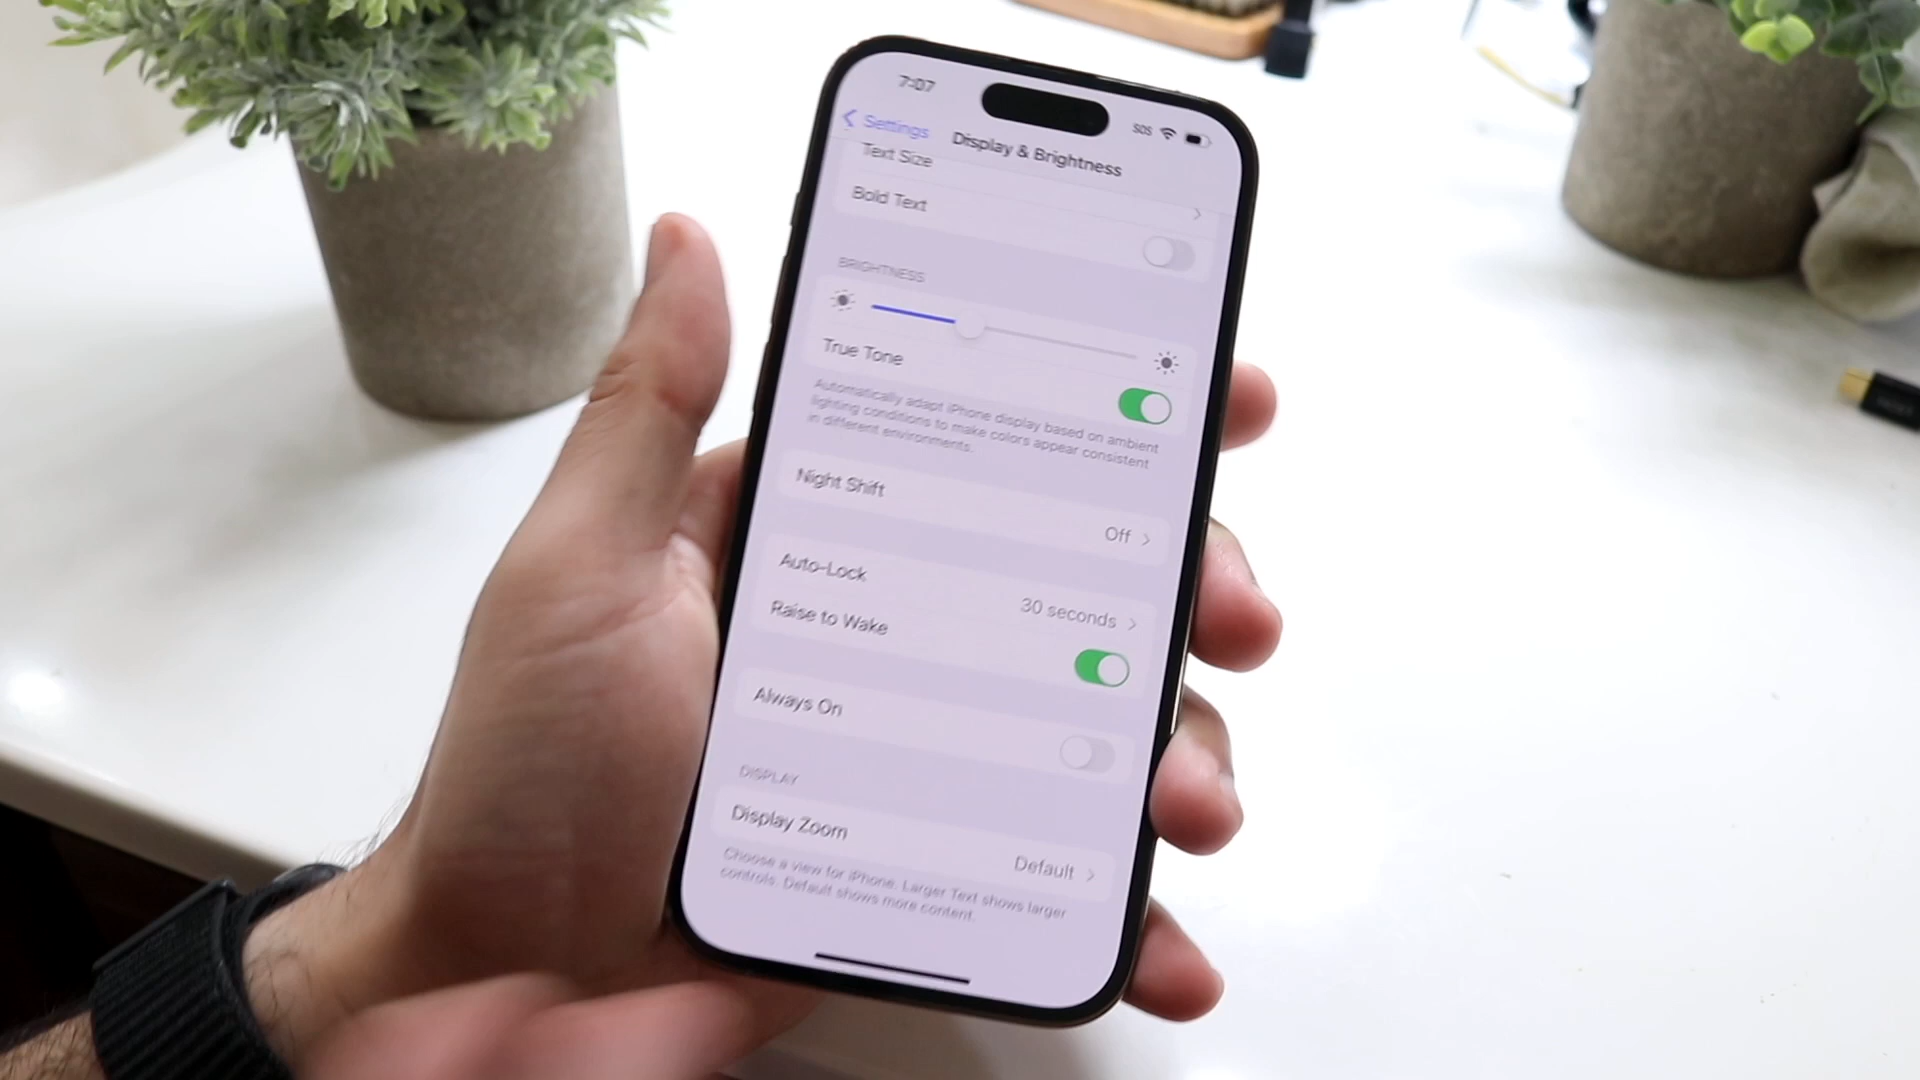 7:07
SOS
Settings
Display & Brightness
Text Size
Bold Text
BRIGHTNESS
True Tone
Automatically adapt iPhone display based on ambient
lighting conditions to make colors appear consistent
in different environments.
Night Shift
Off
Auto-Lock
30 seconds
Raise to Wake
Always On
DISPLAY
Display Zoom
Default
Choose a view for iPhone. Larger Text shows larger
controls. Default shows more content.